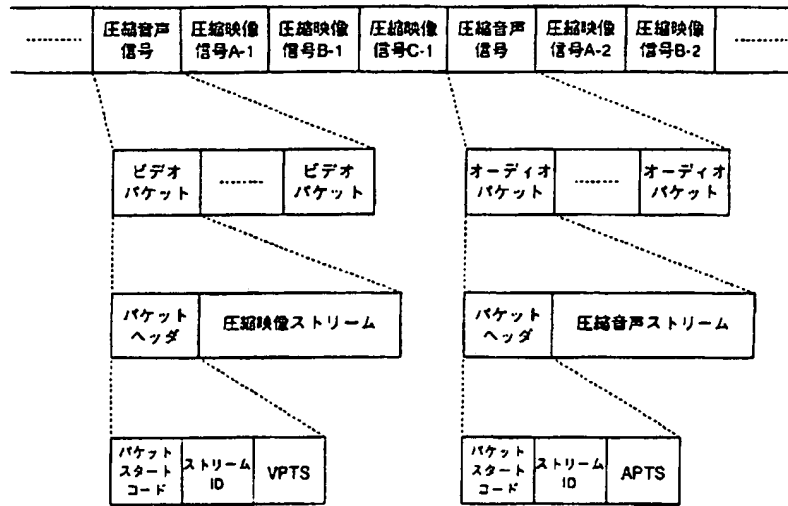 ........ 圧縮音声 圧縮映像 圧縮映像 圧縮映像 圧縮音声 圧縮映像 圧縮映像 ........
信号 信号A-1 信号B-1 信号C-1 信号 信号A-2 信号B-2
ビデオ ........ ビデオ オーディオ ........ オーディオ
パケット パケット パケット パケット
パケット 圧縮映像ストリーム パケット 圧縮音声ストリーム
ヘッダ ヘッダ
パケット パケット
スタート ストリーム VPTS スタート ストリーム APTS
コード ID コード ID